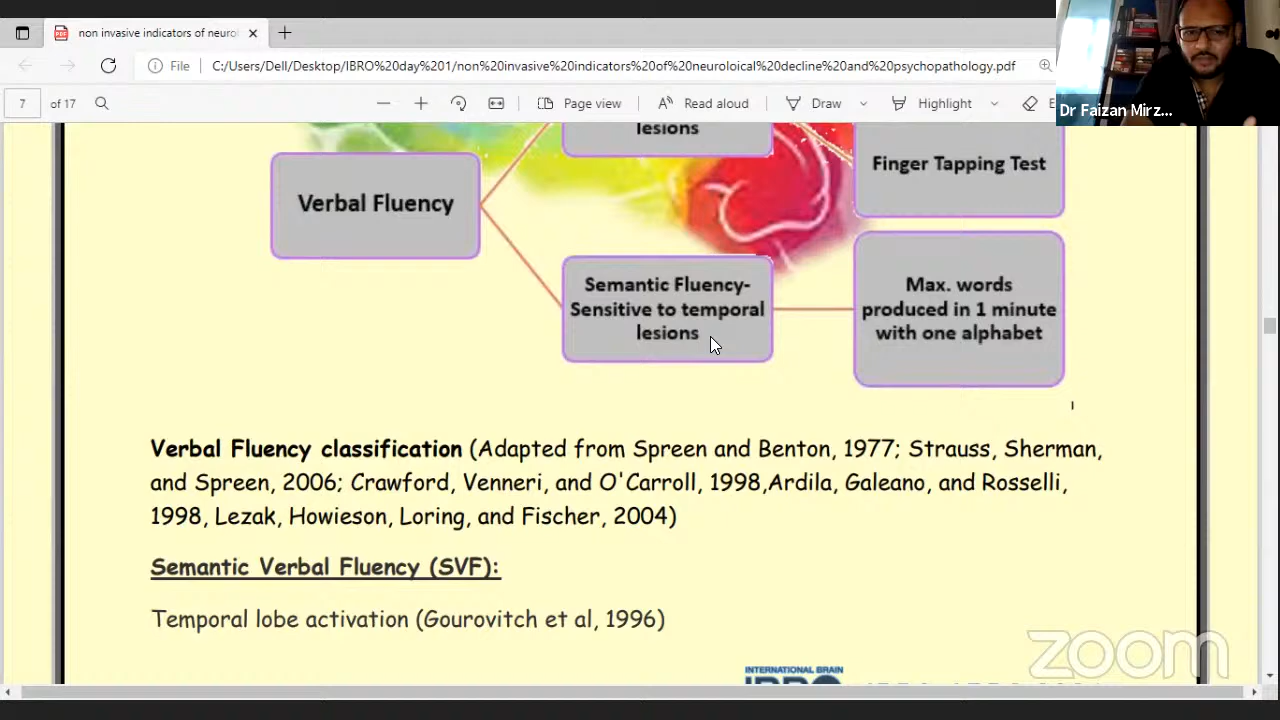 non invasive indicators of neurol
File
C:/Users/Dell/Desktop/IBRO%20day%201/non%20invasive%20indicators%20of%20neuroloical%20decline%20and%20psychopathology.pdf
7 of 17
Page view
Read aloud
Draw
Highlight
Dr Faizan Mirz...
lesions
Finger Tapping Test
Verbal Fluency
Semantic Fluency-
Sensitive to temporal
lesions
Max. words
produced in 1 minute
with one alphabet
Verbal Fluency classification (Adapted from Spreen and Benton, 1977; Strauss, Sherman,
and Spreen, 2006; Crawford, Venneri, and O'Carroll, 1998,Ardila, Galeano, and Rosselli,
1998, Lezak, Howieson, Loring, and Fischer, 2004)
Semantic Verbal Fluency (SVF):
Temporal lobe activation (Gourovitch et al, 1996)
zoom
INTERNATIONAL BRAIN
IBRO